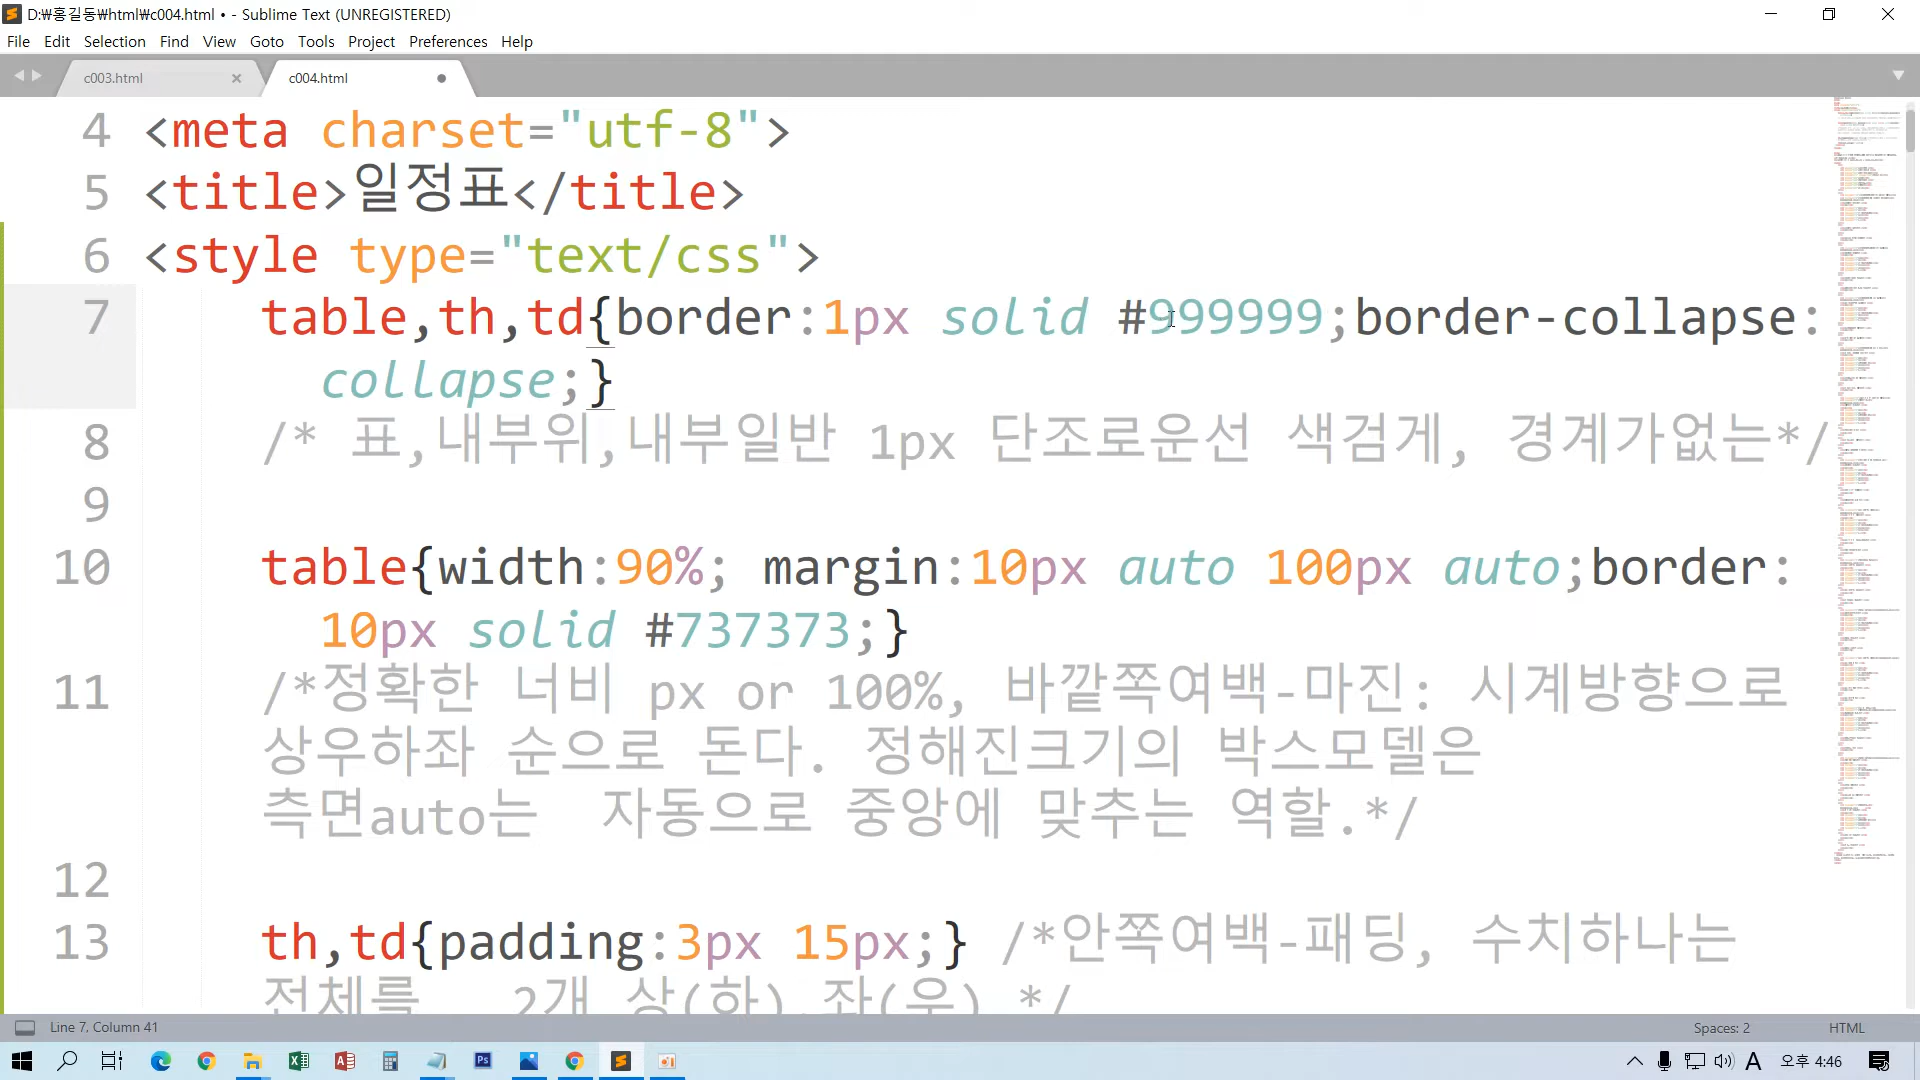 D:₩홍길동₩html₩c004.html • - Sublime Text (UNREGISTERED)
File Edit Selection Find View Goto Tools Project Preferences Help
c003.html c004.html
4 <meta charset="utf-8">
5 <title>일정표</title>
6 <style type="text/css">
7 table,th,td{border:1px solid #999999;border-collapse:
collapse;}
8 /* 표,내부위,내부일반 1px 단조로운선 색검게, 경계가없는*/
9
10 table{width:90%; margin:10px auto 100px auto;border:
10px solid #737373;}
11 /*정확한 너비 px or 100%, 바깥쪽여백-마진: 시계방향으로
상우하좌 순으로 돈다. 정해진크기의 박스모델은
측면auto는 자동으로 중앙에 맞추는 역할.*/
12
13 th,td{padding:3px 15px;} /*안쪽여백-패딩, 수치하나는
전체를 2개 상(하),좌(우) */
Line 7, Column 41 Spaces: 2 HTML
A 오후 4:46